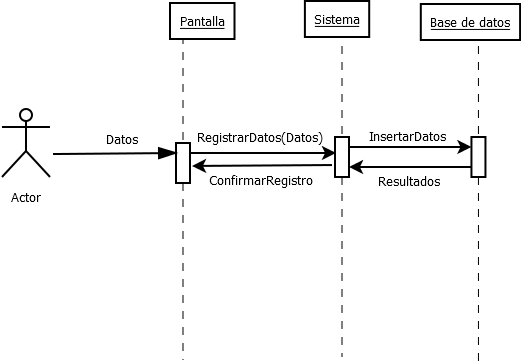 Pantalla
Sistema
Base de datos
Datos
RegistrarDatos(Datos)
InsertarDatos
ConfirmarRegistro
Resultados
Actor